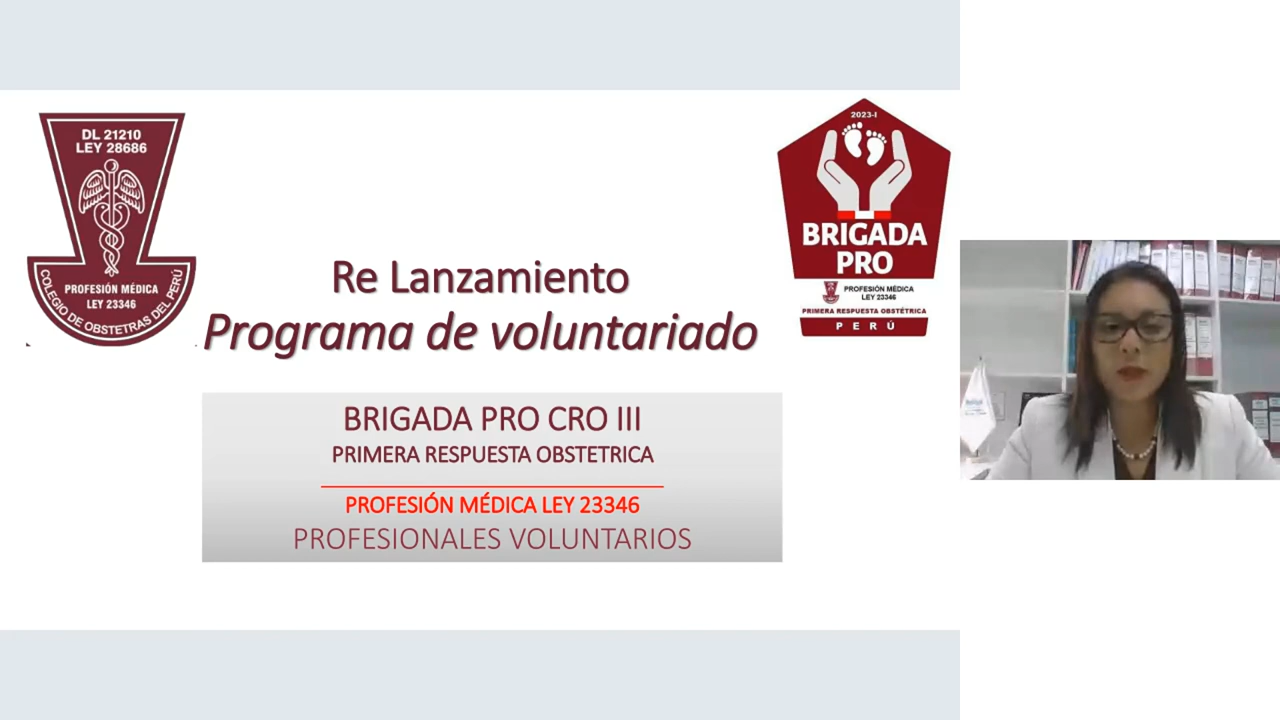 DL 21210
LEY 28686
PROFESIÓN MÉDICA
LEY 23346
COLEGIO DE OBSTETRAS DEL PERÚ
2023-I
BRIGADA
PRO
PROFESIÓN MÉDICA
LEY 23346
PRIMERA RESPUESTA OBSTÉTRICA
PERÚ
Re Lanzamiento
Programa de voluntariado
BRIGADA PRO CRO III
PRIMERA RESPUESTA OBSTETRICA
PROFESIÓN MÉDICA LEY 23346
PROFESIONALES VOLUNTARIOS